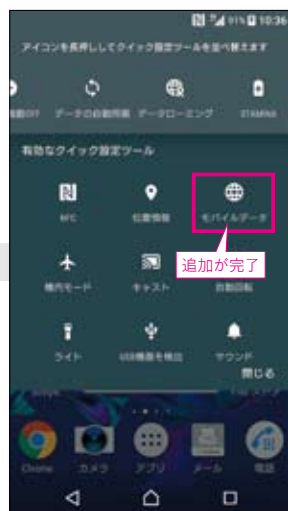 91% 10:36
アイコンを長押ししてクイック設定ツールを並べ替えます
データの自動同期 データローミング STAMINA
有効なクイック設定ツール
NFC 位置情報 モバイルデータ
追加が完了
機内モード キャスト 自動回転
ライト USB機器を検出 サウンド
閉じる
Chrome カメラ アプリ メール 電話